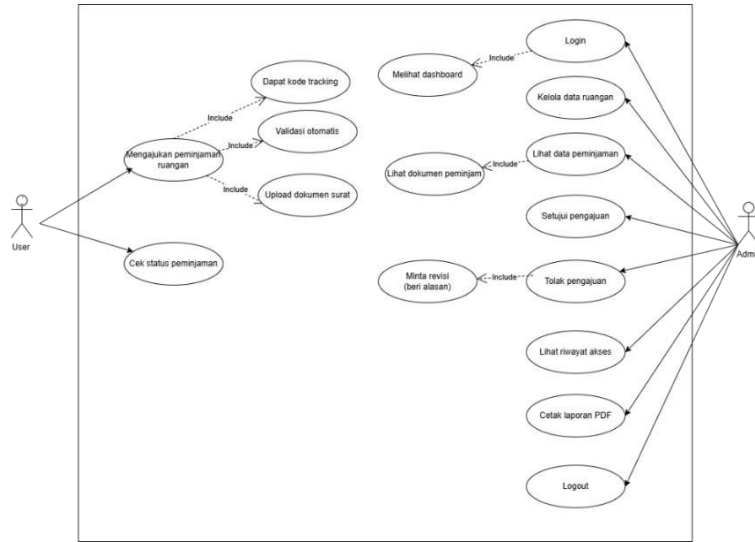 Login
Include
Melihat dashboard
Dapat kode tracking
Kelola data ruangan
Include
Validasi otomatis
Mengajukan peminjaman
ruangan
Include
Lihat data peminjaman
Include
Lihat dokumen peminjam
Include
Upload dokumen surat
Setujui pengajuan
User
Admi
Cek status peminjaman
Minta revisi
(beri alasan)
Include
Tolak pengajuan
Lihat riwayat akses
Cetak laporan PDF
Logout